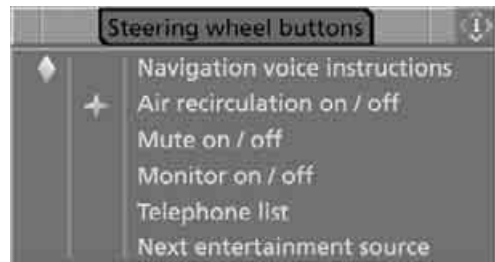 Steering wheel buttons
Navigation voice instructions
Air recirculation on / off
Mute on / off
Monitor on / off
Telephone list
Next entertainment source